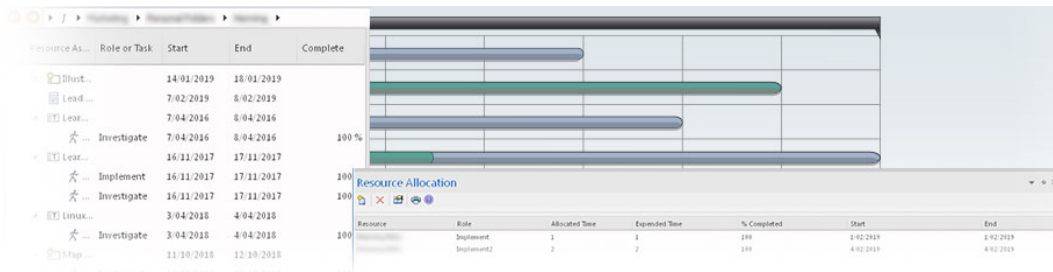 /
Resource As... Role or Task Start End Complete
Illust... 14/01/2019 18/01/2019
Lead ... 7/02/2019 8/02/2019
Lear... 7/04/2016 8/04/2016
... Investigate 7/04/2016 8/04/2016 100 %
Lear... 16/11/2017 17/11/2017
... Implement 16/11/2017 17/11/2017 100
... Investigate 16/11/2017 17/11/2017 100
Linux... 3/04/2018 4/04/2018
... Investigate 3/04/2018 4/04/2018 100
Map ... 11/10/2018 12/10/2018
Resource Allocation
Resource Role Allocated Time Expended Time % Completed Start End
Implement 1 1 100 1/02/2019 1/02/2019
Implement2 2 2 100 4/02/2019 4/02/2019